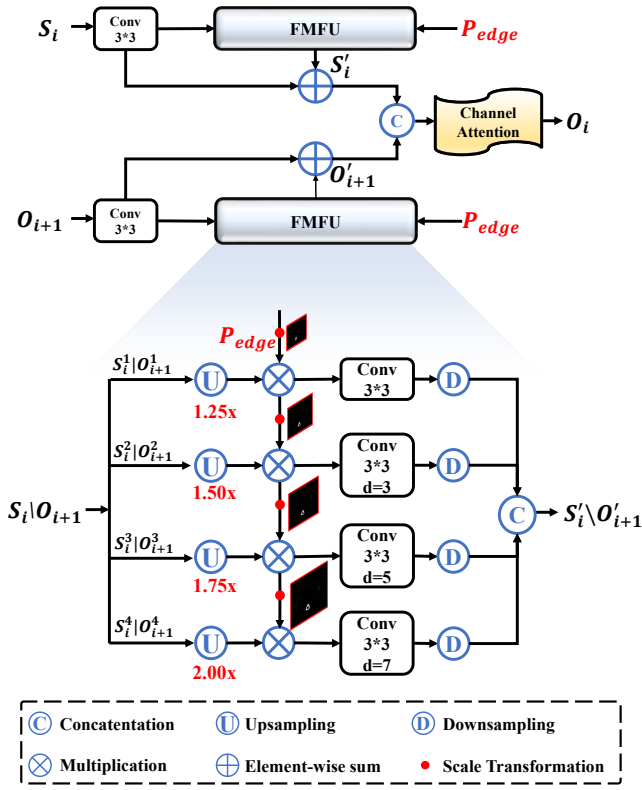 S_i
Conv
3*3
FMFU
P_edge
S'_i
C
Channel
Attention
O_i
O'_{i+1}
O_{i+1}
Conv
3*3
FMFU
P_edge
P_edge
S_i^1|O_{i+1}^1
U
1.25x
Conv
3*3
D
S_i^2|O_{i+1}^2
U
1.50x
Conv
3*3
d=3
D
S_i\O_{i+1}
C
S'_i\O'_{i+1}
S_i^3|O_{i+1}^3
U
1.75x
Conv
3*3
d=5
D
S_i^4|O_{i+1}^4
U
2.00x
Conv
3*3
d=7
D
C Concatentation
U Upsampling
D Downsampling
Multiplication
Element-wise sum
Scale Transformation